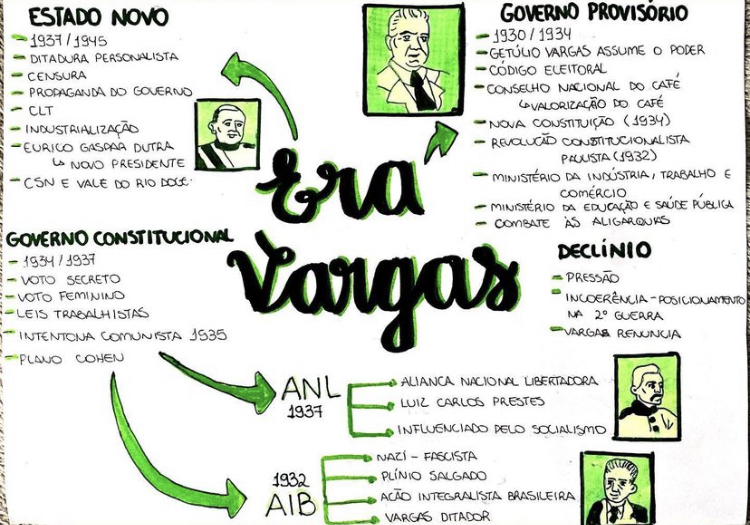 ESTADO NOVO
- 1937/1945
- DITADURA PERSONALISTA
- CENSURA
- PROPAGANDA DO GOVERNO
- CLT
- INDUSTRIALIZAÇÃO
- EURICO GASPAR DUTRA
↳ NOVO PRESIDENTE
- CSN E VALE DO RIO DOCE
GOVERNO PROVISÓRIO
- 1930/1934
- GETÚLIO VARGAS ASSUME O PODER
- CÓDIGO ELEITORAL
- CONSELHO NACIONAL DO CAFÉ
↳ VALORIZAÇÃO DO CAFÉ
- NOVA CONSTITUIÇÃO (1934)
- REVOLUÇÃO CONSTITUCIONALISTA
PAULISTA (1932)
- MINISTÉRIO DA INDÚSTRIA, TRABALHO E
COMÉRCIO
- MINISTÉRIO DA EDUCAÇÃO E SAÚDE PÚBLICA
- COMBATE ÀS ALIGARQUIAS
Era
Vargas
GOVERNO CONSTITUCIONAL
- 1934/1937
- VOTO SECRETO
- VOTO FEMININO
- LEIS TRABALHISTAS
- INTENTONA COMUNISTA 1935
- PLANO COHEN
DECLÍNIO
- PRESSÃO
- INCOERÊNCIA - POSICIONAMENTO
NA 2º GUERRA
- VARGAS RENUNCIA
ANL
1937
ALIANCA NACIONAL LIBERTADORA
LUIZ CARLOS PRESTES
INFLUENCIADO PELO SOCIALISMO
1932
AIB
NAZI - FASCISTA
PLÍNIO SALGADO
AÇÃO INTEGRALISTA BRASILEIRA
VARGAS DITADOR